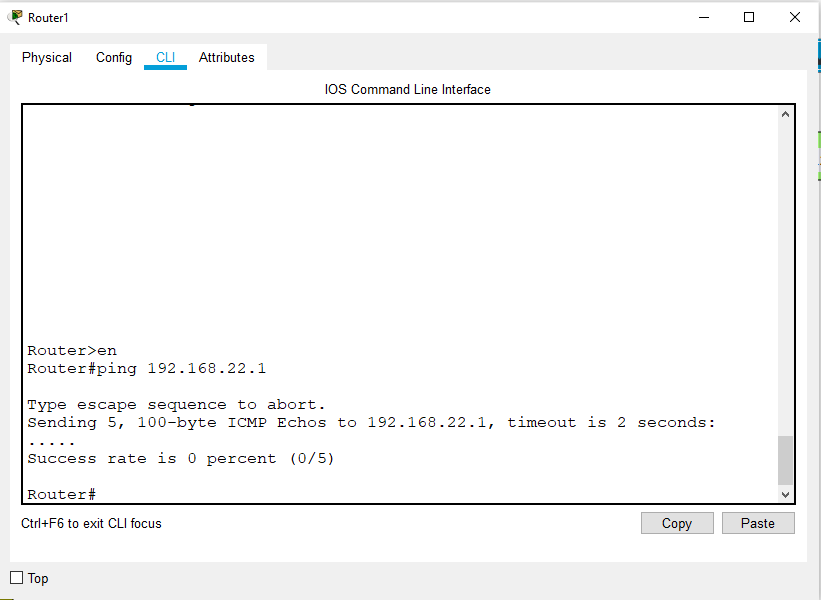 Router1
Physical Config CLI Attributes
IOS Command Line Interface
Router>en
Router#ping 192.168.22.1
Type escape sequence to abort.
Sending 5, 100-byte ICMP Echos to 192.168.22.1, timeout is 2 seconds:
.....
Success rate is 0 percent (0/5)
Router#
Ctrl+F6 to exit CLI focus
Copy Paste
Top